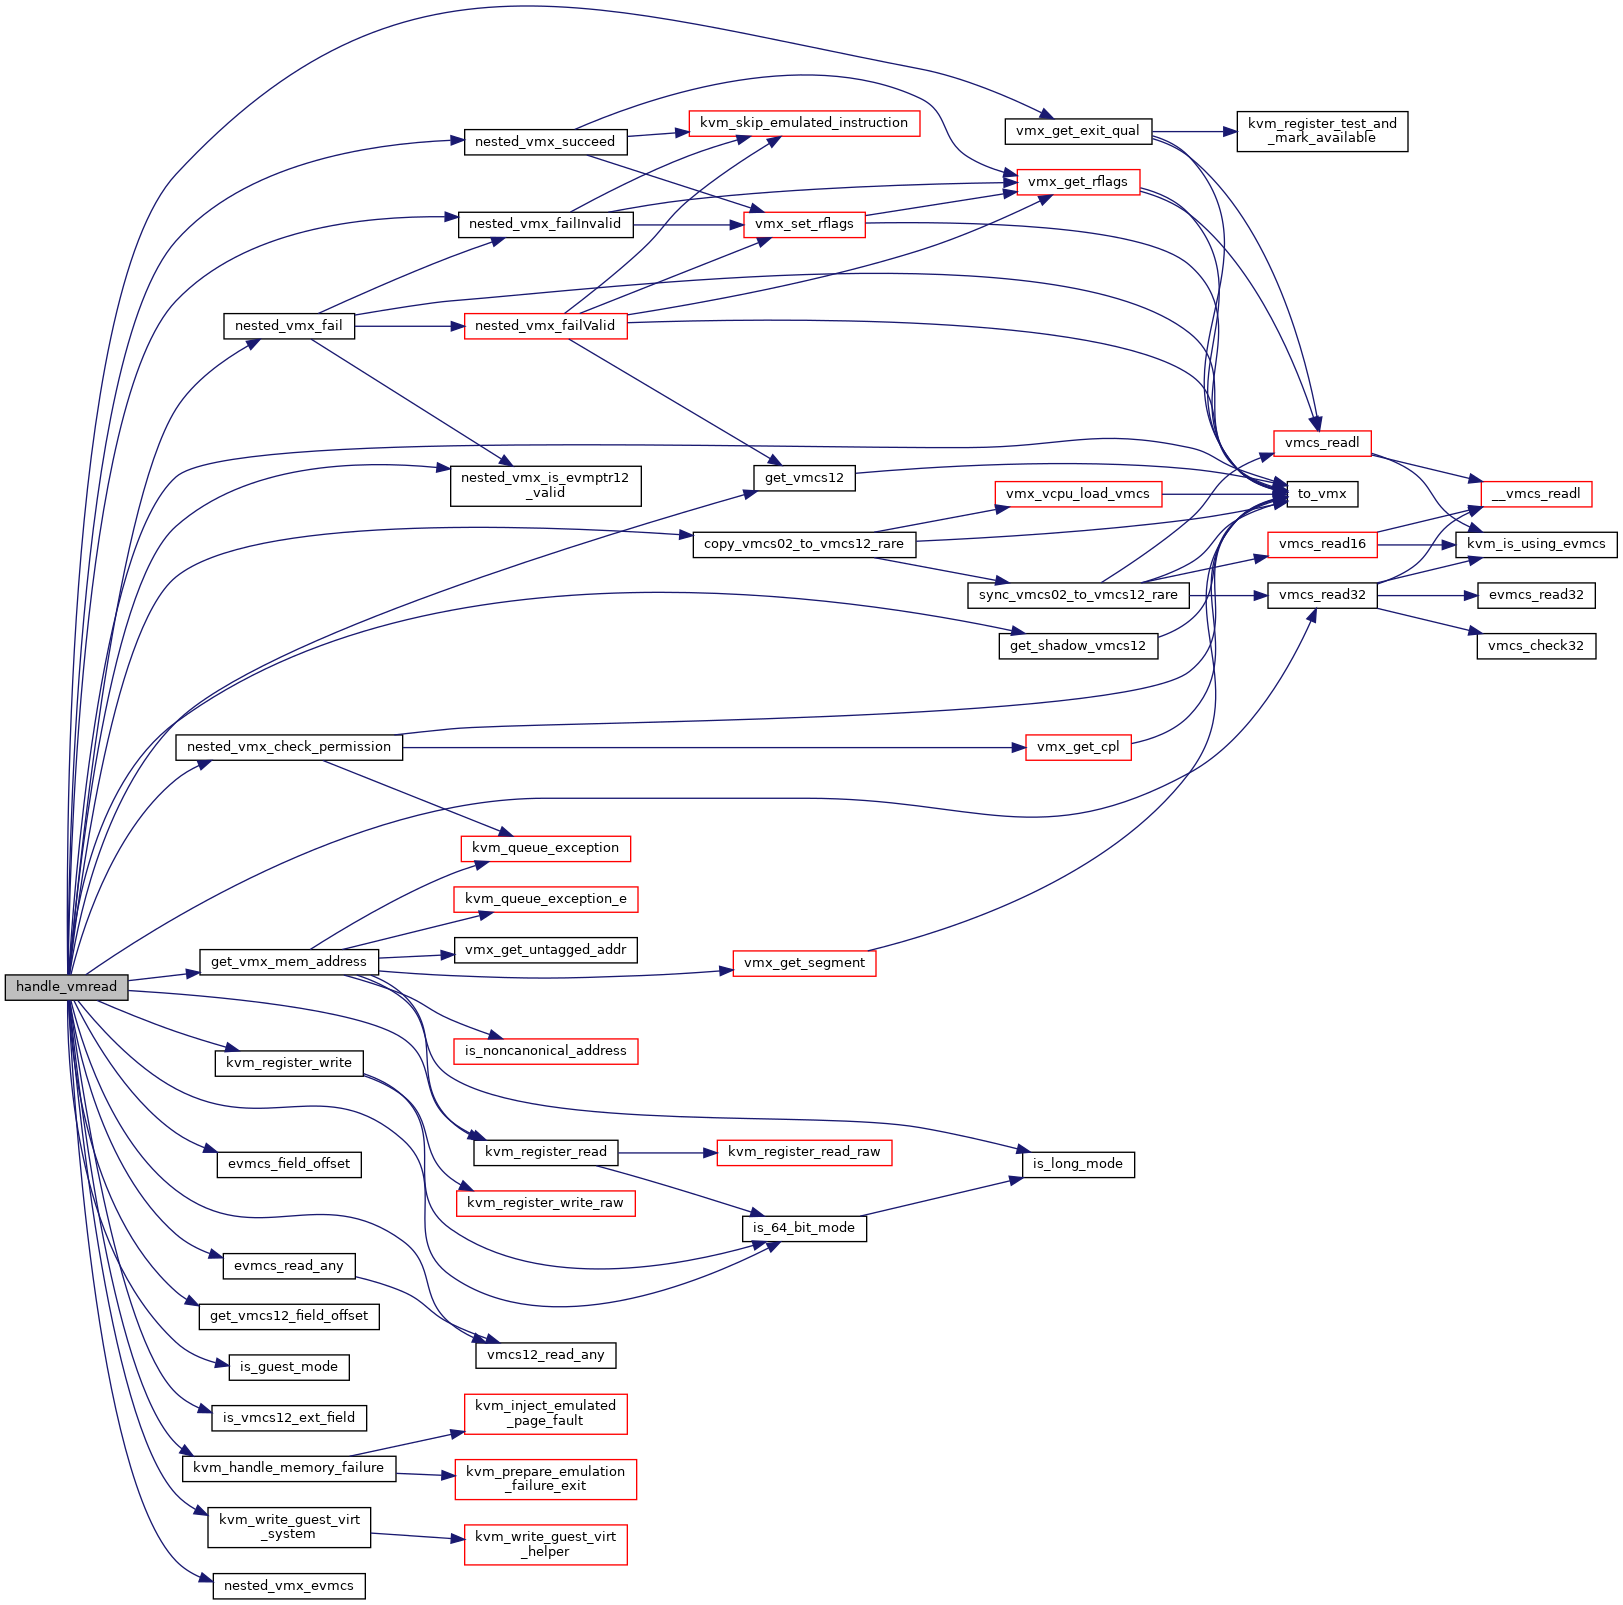 kvm_skip_emulated_instruction
kvm_register_test_and
_mark_available
vmx_get_exit_qual
nested_vmx_succeed
vmx_get_rflags
nested_vmx_failInvalid
vmx_set_rflags
nested_vmx_fail
nested_vmx_failValid
vmcs_readl
nested_vmx_is_evmptr12
_valid
get_vmcs12
vmx_vcpu_load_vmcs
to_vmx
__vmcs_readl
copy_vmcs02_to_vmcs12_rare
vmcs_read16
kvm_is_using_evmcs
sync_vmcs02_to_vmcs12_rare
vmcs_read32
evmcs_read32
get_shadow_vmcs12
vmcs_check32
nested_vmx_check_permission
vmx_get_cpl
kvm_queue_exception
kvm_queue_exception_e
vmx_get_untagged_addr
get_vmx_mem_address
vmx_get_segment
handle_vmread
is_noncanonical_address
kvm_register_write
kvm_register_read
kvm_register_read_raw
evmcs_field_offset
is_long_mode
kvm_register_write_raw
is_64_bit_mode
evmcs_read_any
get_vmcs12_field_offset
vmcs12_read_any
is_guest_mode
kvm_inject_emulated
_page_fault
is_vmcs12_ext_field
kvm_handle_memory_failure
kvm_prepare_emulation
_failure_exit
kvm_write_guest_virt
_system
kvm_write_guest_virt
_helper
nested_vmx_evmcs